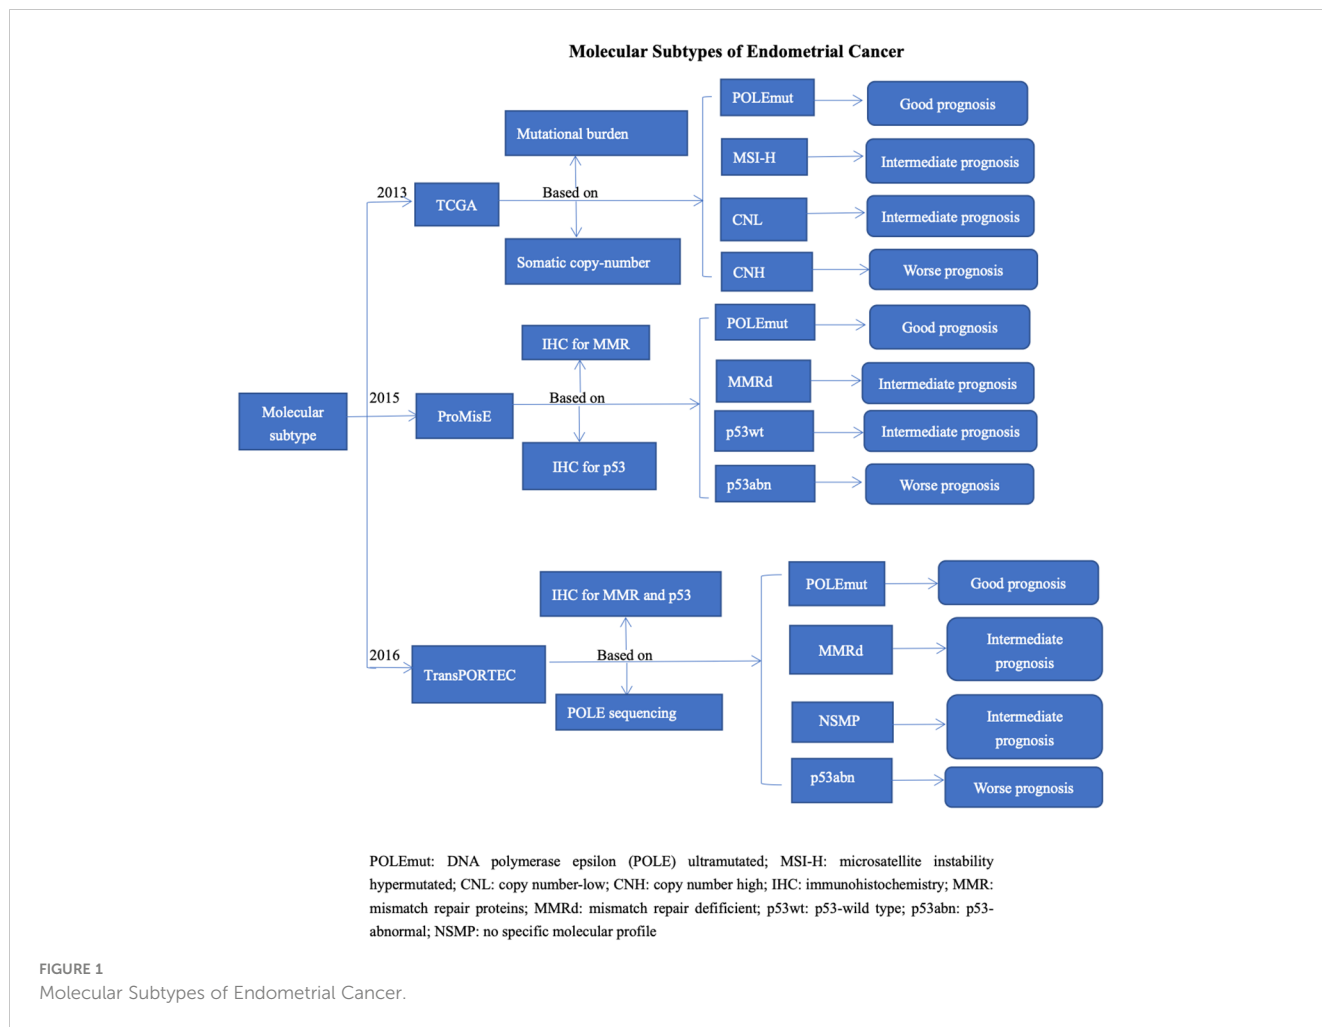 Molecular Subtypes of Endometrial Cancer
POLEmut
Good prognosis
Mutational burden
MSI-H
Intermediate prognosis
2013
TCGA
Based on
CNL
Intermediate prognosis
Somatic copy-number
CNH
Worse prognosis
POLEmut
Good prognosis
IHC for MMR
MMRd
Intermediate prognosis
Molecular
subtype
2015
ProMisE
Based on
p53wt
Intermediate prognosis
IHC for p53
p53abn
Worse prognosis
POLEmut
Good prognosis
IHC for MMR and p53
MMRd
Intermediate
prognosis
2016
TransPORTEC
Based on
POLE sequencing
NSMP
Intermediate
prognosis
p53abn
Worse prognosis
POLEmut: DNA polymerase epsilon (POLE) ultramutated; MSI-H: microsatellite instability
hypermutated; CNL: copy number-low; CNH: copy number high; IHC: immunohistochemistry; MMR:
mismatch repair proteins; MMRd: mismatch repair defificient; p53wt: p53-wild type; p53abn: p53-
abnormal; NSMP: no specific molecular profile
FIGURE 1
Molecular Subtypes of Endometrial Cancer.